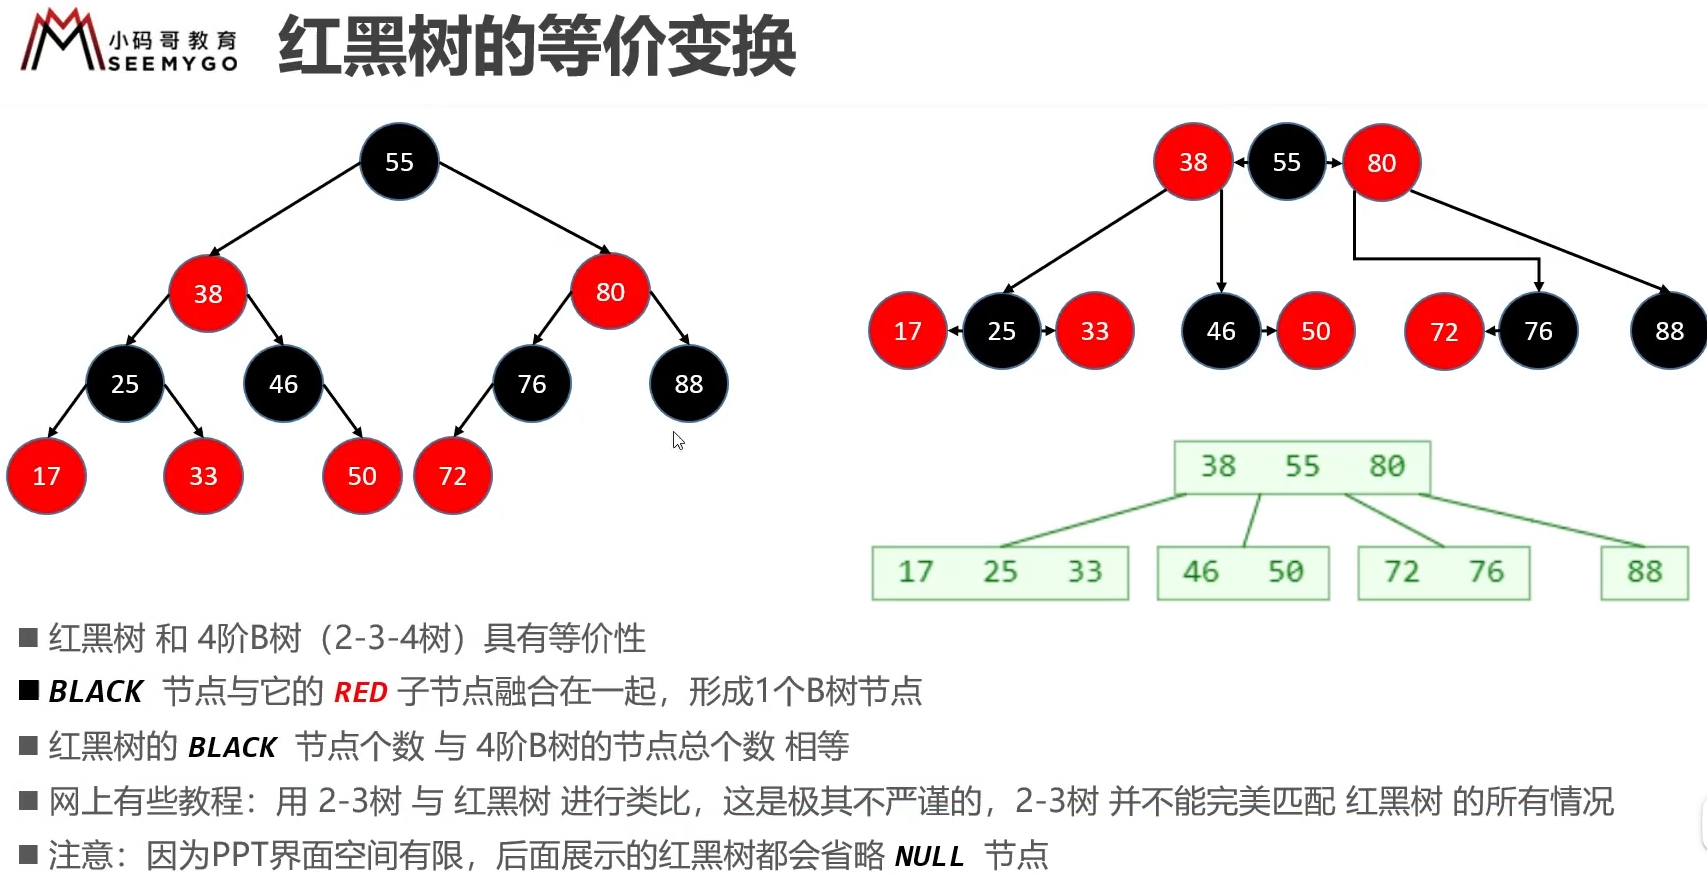 小码哥教育
SEEMYGO
红黑树的等价变换
55
38
80
25
46
76
88
17
33
50
72
38 55 80
17 25 33 46 50 72 76 88
38 55 80
17 25 33
46 50
72 76
88
■ 红黑树 和 4阶B树（2-3-4树）具有等价性
■ BLACK 节点与它的 RED 子节点融合在一起，形成1个B树节点
■ 红黑树的 BLACK 节点个数 与 4阶B树的节点总个数 相等
■ 网上有些教程：用 2-3树 与 红黑树 进行类比，这是极其不严谨的，2-3树 并不能完美匹配 红黑树 的所有情况
■ 注意：因为PPT界面空间有限，后面展示的红黑树都会省略 NULL 节点